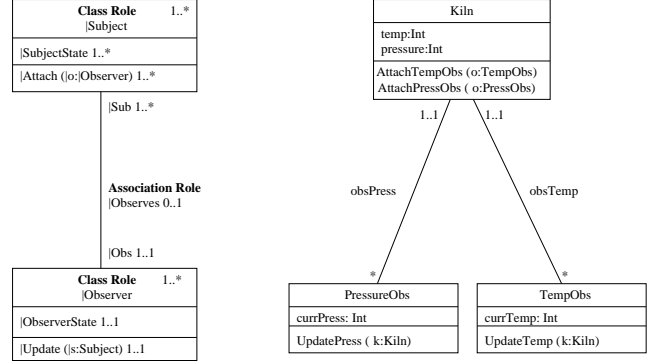 Class Role 1..*
|Subject
|SubjectState 1..*
|Attach (|o:|Observer) 1..*
|Sub 1..*
Association Role
|Observes 0..1
|Obs 1..1
Class Role 1..*
|Observer
|ObserverState 1..1
|Update (|s:Subject) 1..1
Kiln
temp:Int
pressure:Int
AttachTempObs (o:TempObs)
AttachPressObs ( o:PressObs)
1..1 1..1
obsPress obsTemp
* *
PressureObs
currPress: Int
UpdatePress ( k:Kiln)
TempObs
currTemp: Int
UpdateTemp ( k:Kiln)